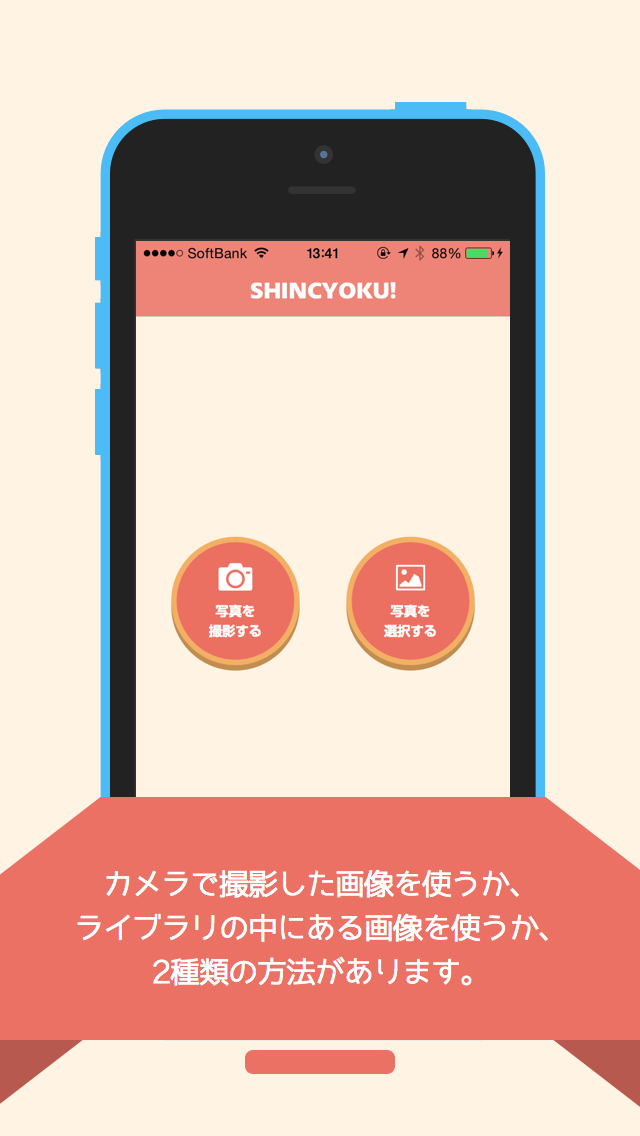 SoftBank 13:41 88%
SHINCYOKU!
写真を
撮影する
写真を
選択する
カメラで撮影した画像を使うか、
ライブラリの中にある画像を使うか、
2種類の方法があります。